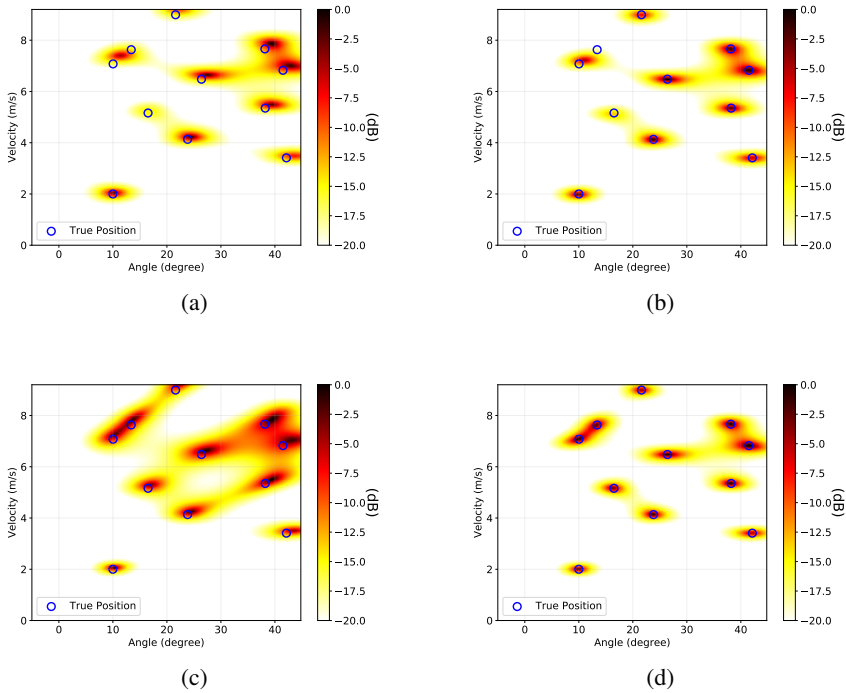 0.0
8
−2.5
−5.0
6
−7.5
−10.0
4
−12.5
−15.0
2
−17.5
True Position
0
−20.0
0 10 20 30 40
Velocity (m/s)
Angle (degree)
(dB)
(a)
0.0
8
−2.5
−5.0
6
−7.5
−10.0
4
−12.5
−15.0
2
−17.5
True Position
0
−20.0
0 10 20 30 40
Velocity (m/s)
Angle (degree)
(dB)
(b)
0.0
8
−2.5
−5.0
6
−7.5
−10.0
4
−12.5
−15.0
2
−17.5
True Position
0
−20.0
0 10 20 30 40
Velocity (m/s)
Angle (degree)
(dB)
(c)
0.0
8
−2.5
−5.0
6
−7.5
−10.0
4
−12.5
−15.0
2
−17.5
True Position
0
−20.0
0 10 20 30 40
Velocity (m/s)
Angle (degree)
(dB)
(d)